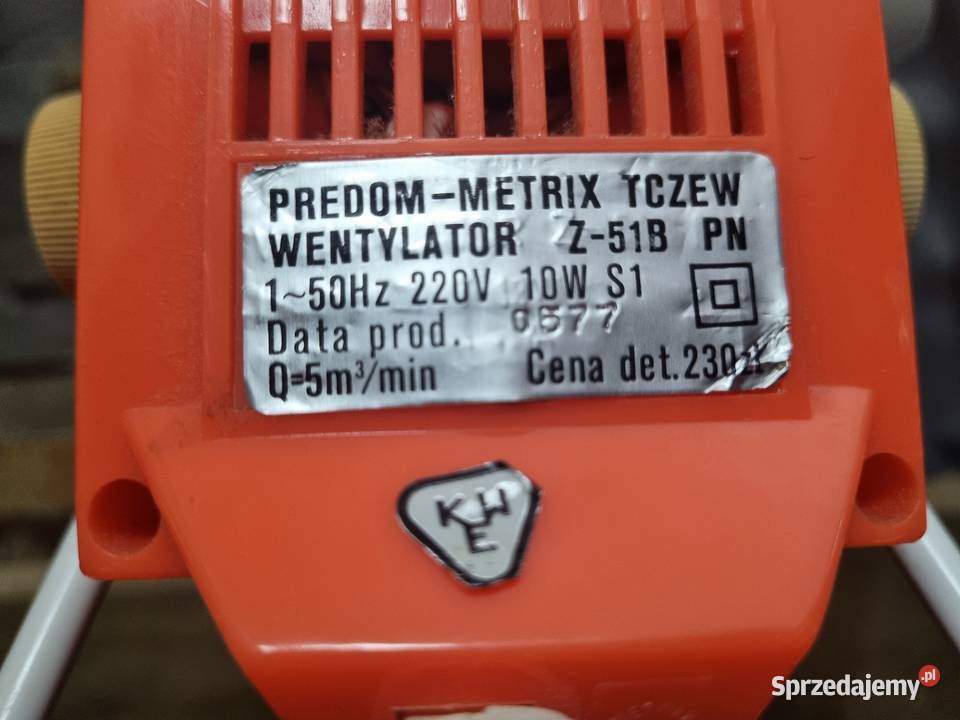 PREDOM-METRIX TCZEW
WENTYLATOR Z-51B PN
1~50Hz 220V 10W S1
Data prod. 0577
Q=5m³/min Cena det. 230zł
KWE
Sprzedajemy.pl